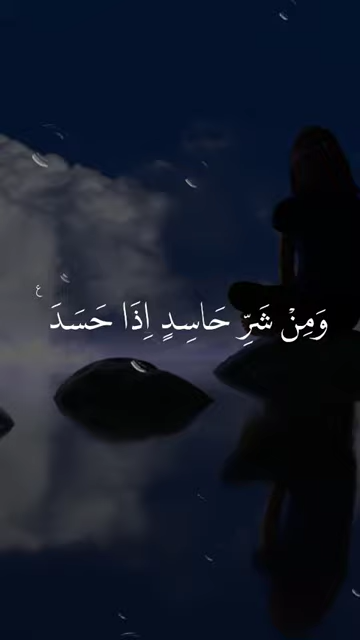 وَمِنْ شَرِّ حَاسِدٍ اِذَا حَسَدَ ۧ